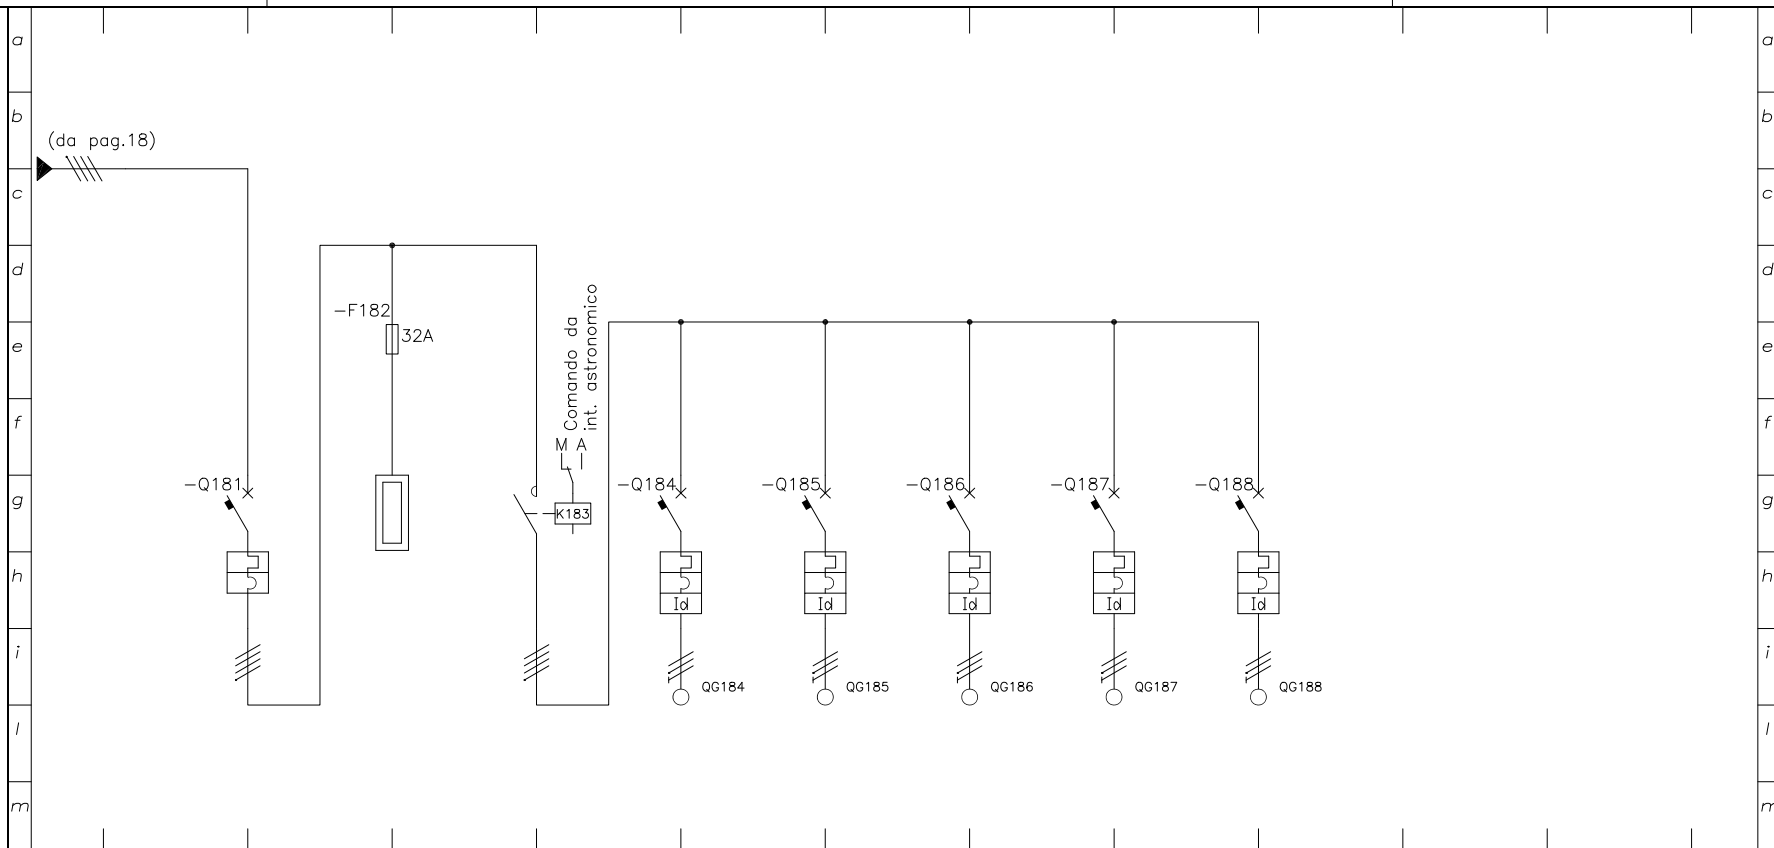 a
a
b
b
(da pag.18)
c
c
d
d
-F182
32A
e
e
Comando da
int. astronomico
f
f
M A
-Q181
-Q184
-Q185
-Q186
-Q187
-Q188
g
g
K183
h
h
Id
Id
Id
Id
Id
i
i
QG184
QG185
QG186
QG187
QG188
l
l
m
m